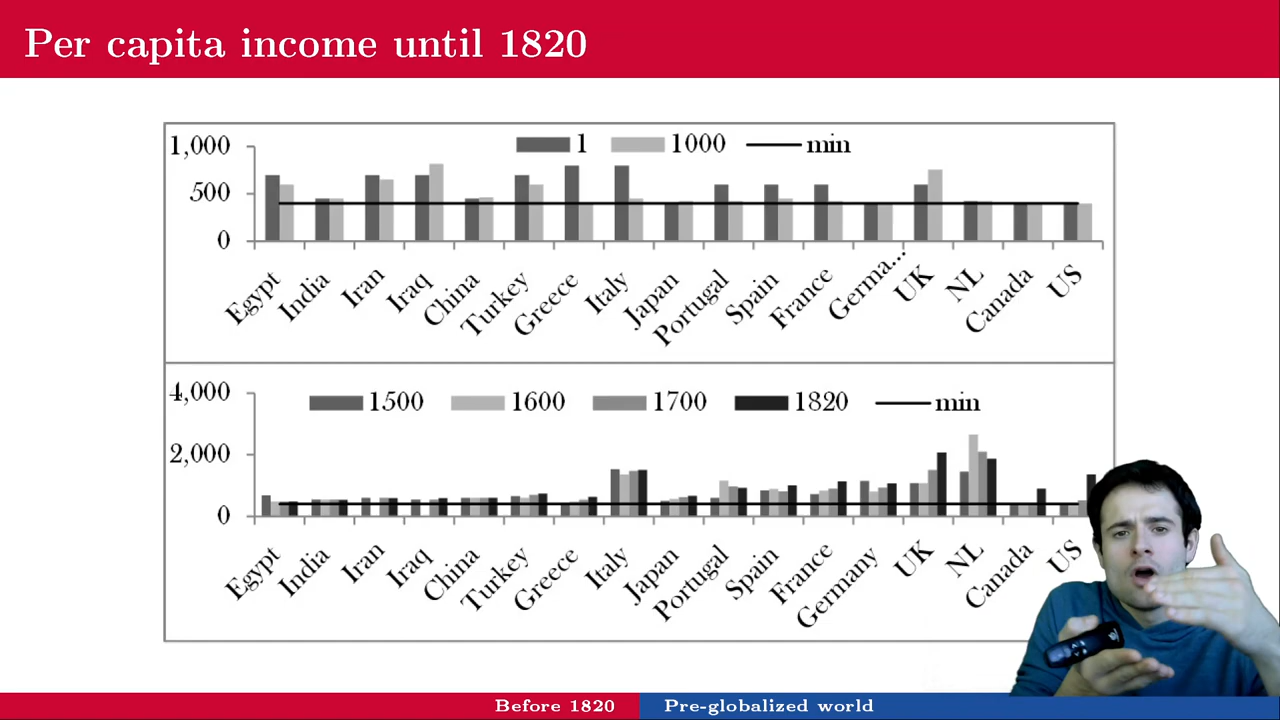 Per capita income until 1820
1,000 1 1000 min
500
0
Egypt India Iran Iraq China Turkey Greece Italy Japan Portugal Spain France Germa... UK NL Canada US
4,000 1500 1600 1700 1820 min
2,000
0
Egypt India Iran Iraq China Turkey Greece Italy Japan Portugal Spain France Germany UK NL Canada US
Before 1820 Pre-globalized world